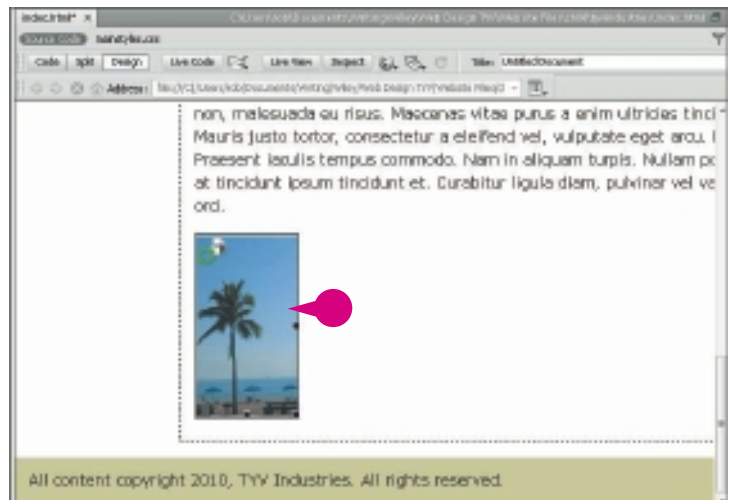 index.html* x
Source Code mainstyles.css
Code Split Design Live Code Live View Inspect Title: Untitled Document
Address:
non, malesuada eu risus. Maecenas vitae purus a enim ultricies tinci
Mauris justo tortor, consectetur a eleifend vel, vulputate eget arcu.
Praesent iaculis tempus commodo. Nam in aliquam turpis. Nullam po
at tincidunt ipsum tincidunt et. Curabitur ligula diam, pulvinar vel va
orci.
All content copyright 2010, TYV Industries. All rights reserved.